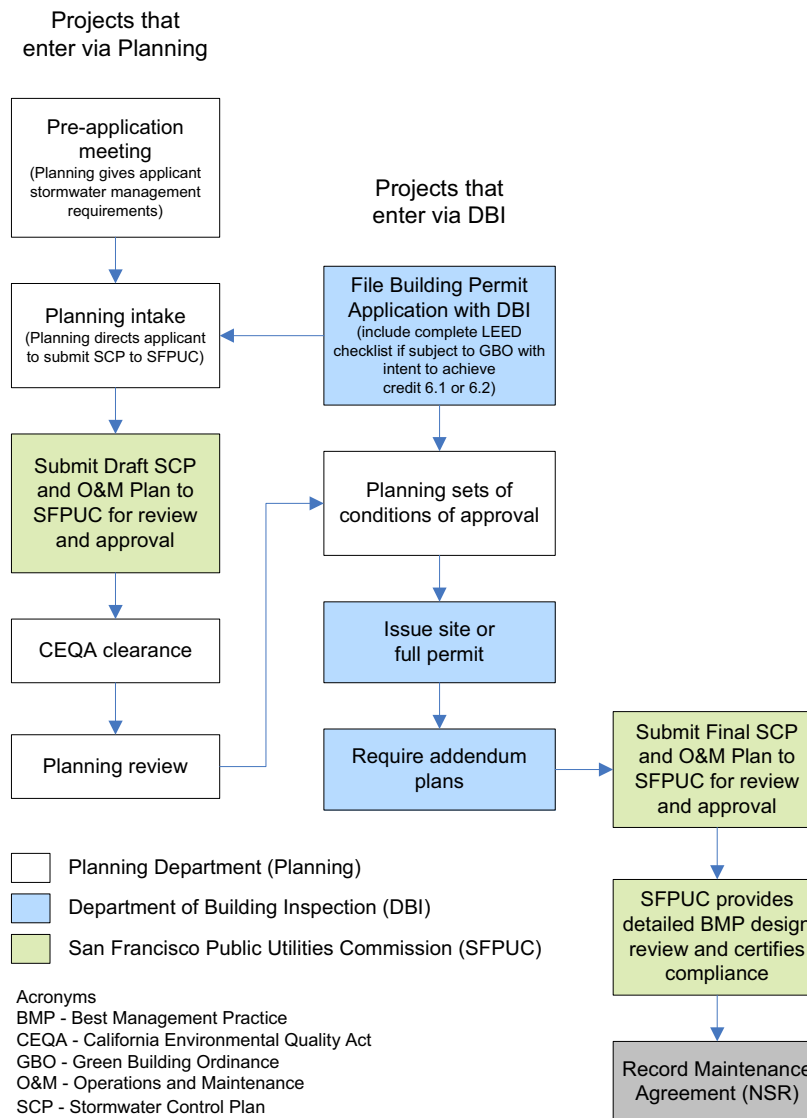 Projects that
enter via Planning
Pre-application
meeting
(Planning gives applicant
stormwater management
requirements)
Projects that
enter via DBI
Planning intake
(Planning directs applicant
to submit SCP to SFPUC)
File Building Permit
Application with DBI
(include complete LEED
checklist if subject to GBO with
intent to achieve
credit 6.1 or 6.2)
Submit Draft SCP
and O&M Plan to
SFPUC for review
and approval
Planning sets of
conditions of approval
CEQA clearance
Issue site or
full permit
Planning review
Require addendum
plans
Submit Final SCP
and O&M Plan to
SFPUC for review
and approval
SFPUC provides
detailed BMP design
review and certifies
compliance
Record Maintenance
Agreement (NSR)
Planning Department (Planning)
Department of Building Inspection (DBI)
San Francisco Public Utilities Commission (SFPUC)
Acronyms
BMP - Best Management Practice
CEQA - California Environmental Quality Act
GBO - Green Building Ordinance
O&M - Operations and Maintenance
SCP - Stormwater Control Plan